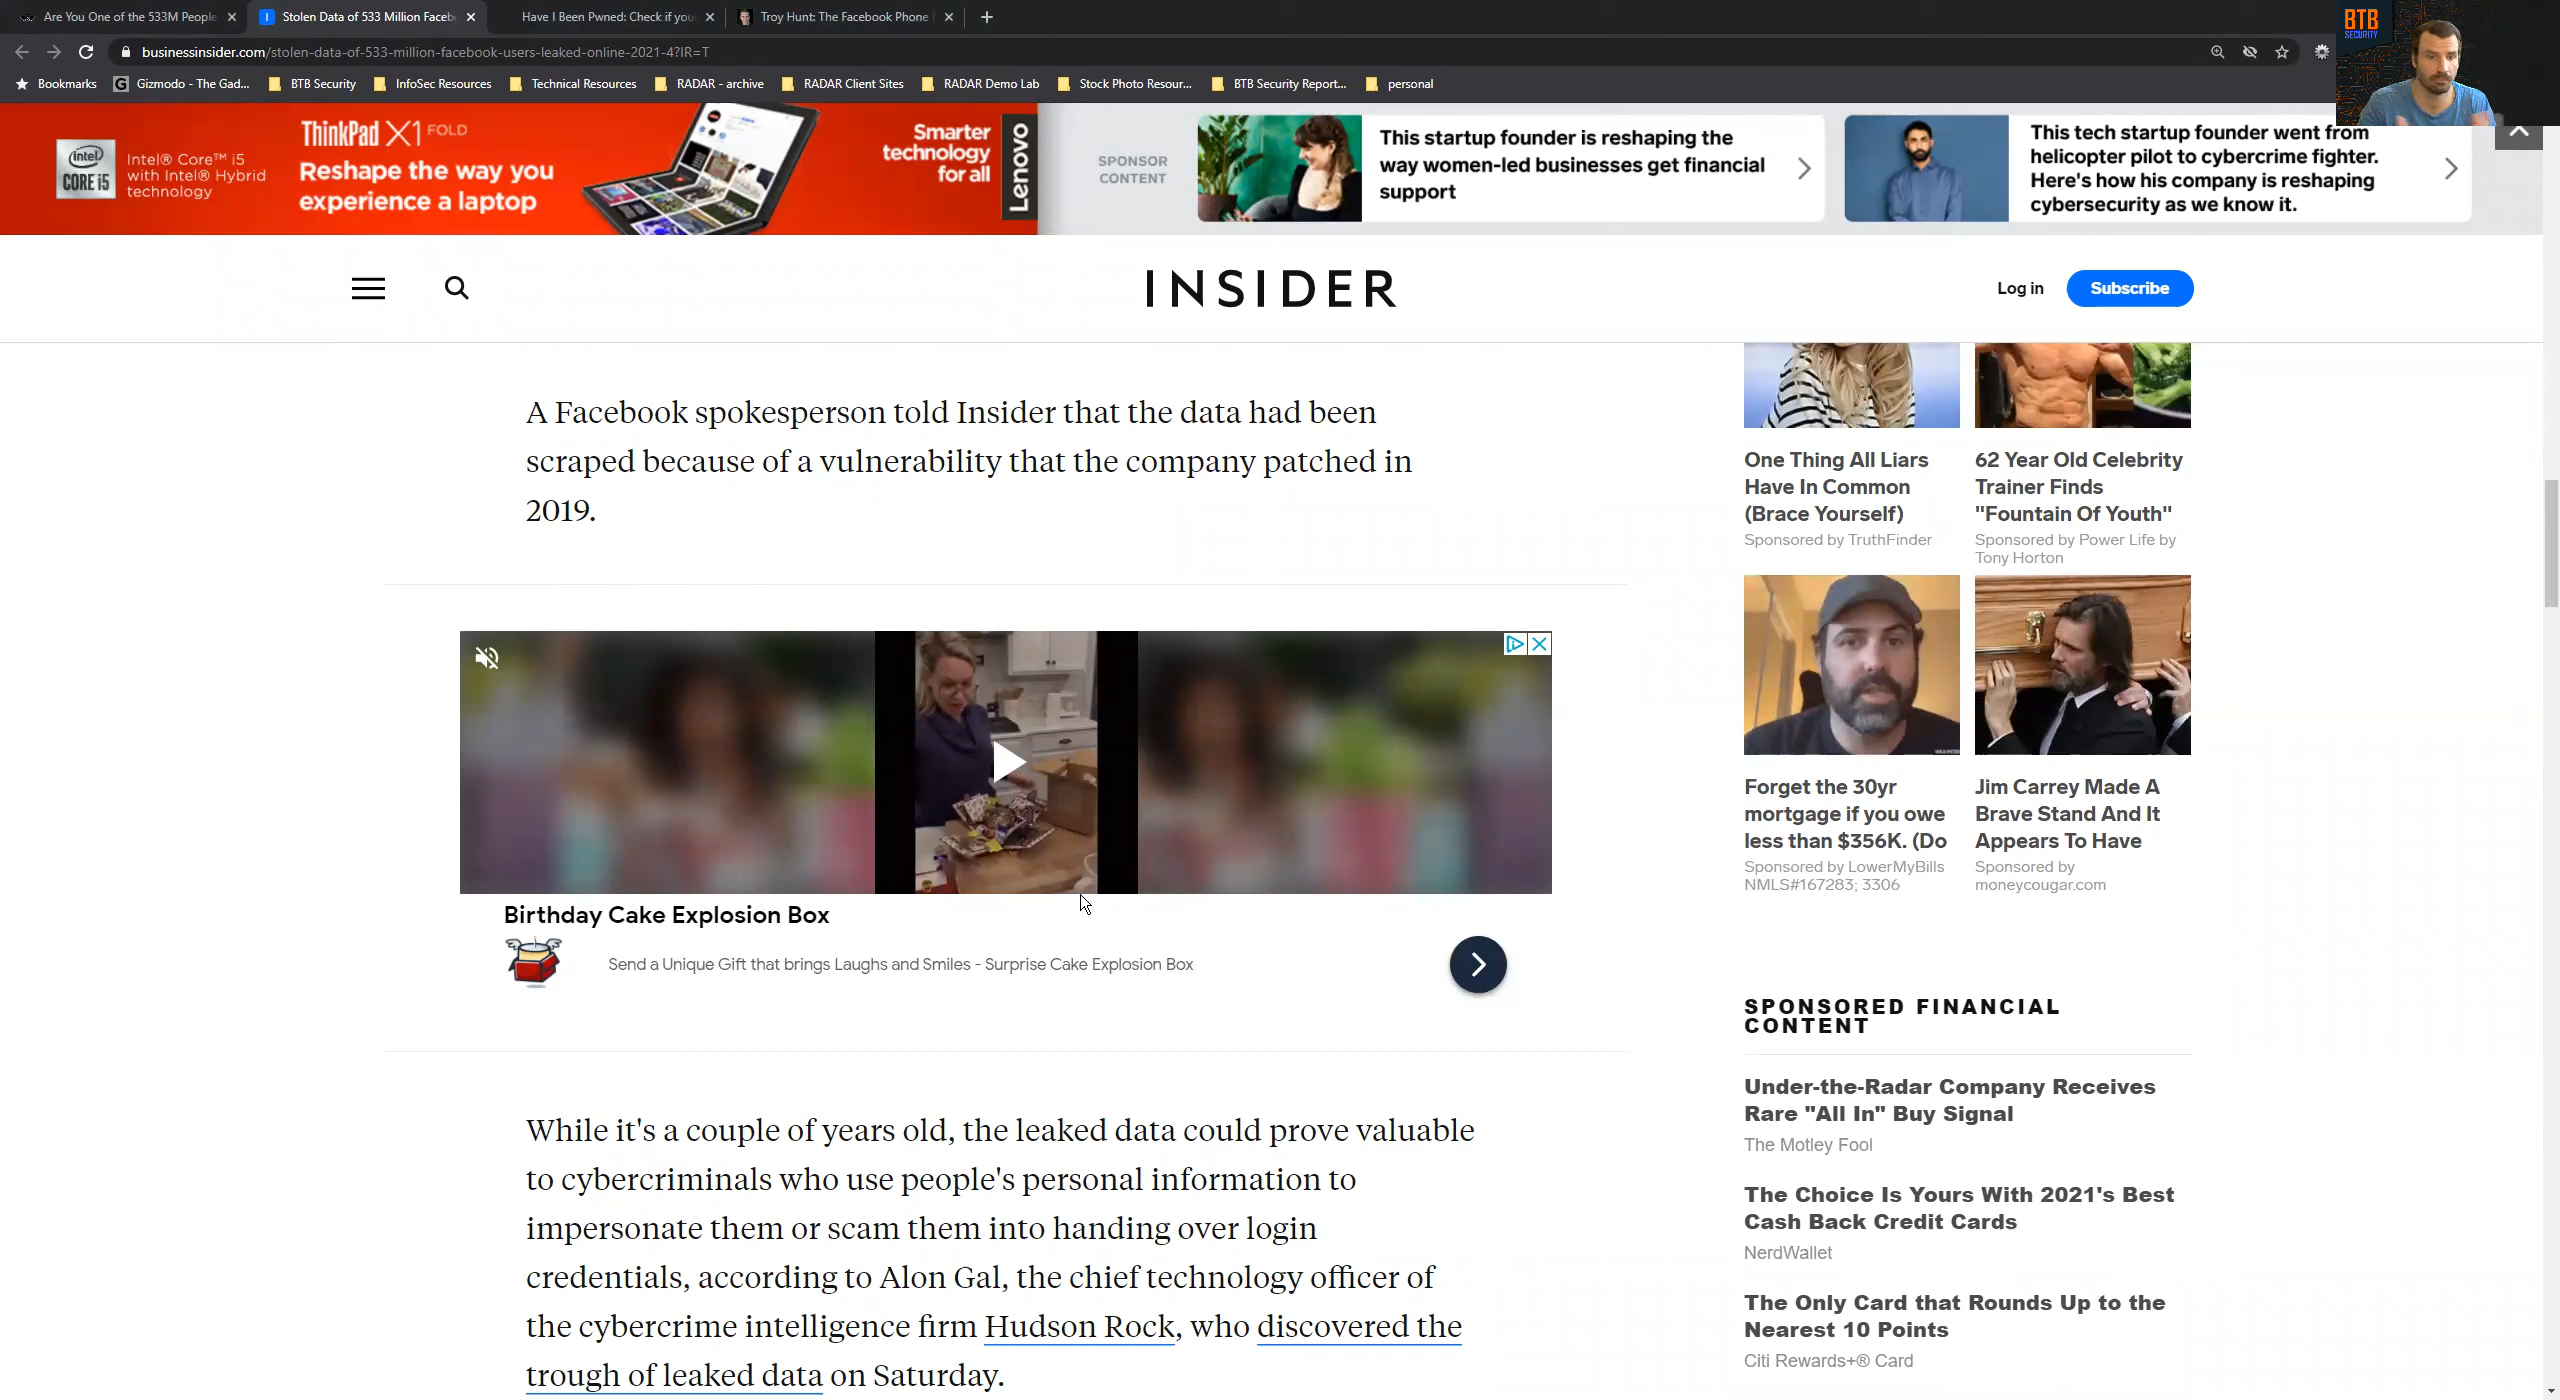 Are You One of the 533M People
Stolen Data of 533 Million Faceb
Have I Been Pwned: Check if you
Troy Hunt: The Facebook Phone
businessinsider.com/stolen-data-of-533-million-facebook-users-leaked-online-2021-4?IR=T
Bookmarks
Gizmodo - The Gad...
BTB Security
InfoSec Resources
Technical Resources
RADAR - archive
RADAR Client Sites
RADAR Demo Lab
Stock Photo Resour...
BTB Security Report...
personal
BTB
SECURITY
intel
CORE i5
Intel® Core™ i5
with Intel® Hybrid
technology
ThinkPad X1 FOLD
Reshape the way you
experience a laptop
Smarter
technology
for all
Lenovo
SPONSOR
CONTENT
This startup founder is reshaping the
way women-led businesses get financial
support
This tech startup founder went from
helicopter pilot to cybercrime fighter.
Here's how his company is reshaping
cybersecurity as we know it.
INSIDER
Log in
Subscribe
A Facebook spokesperson told Insider that the data had been
scraped because of a vulnerability that the company patched in
2019.
Birthday Cake Explosion Box
Send a Unique Gift that brings Laughs and Smiles - Surprise Cake Explosion Box
While it's a couple of years old, the leaked data could prove valuable
to cybercriminals who use people's personal information to
impersonate them or scam them into handing over login
credentials, according to Alon Gal, the chief technology officer of
the cybercrime intelligence firm Hudson Rock, who discovered the
trough of leaked data on Saturday.
One Thing All Liars
Have In Common
(Brace Yourself)
Sponsored by TruthFinder
62 Year Old Celebrity
Trainer Finds
"Fountain Of Youth"
Sponsored by Power Life by
Tony Horton
Forget the 30yr
mortgage if you owe
less than $356K. (Do
Sponsored by LowerMyBills
NMLS#167283; 3306
Jim Carrey Made A
Brave Stand And It
Appears To Have
Sponsored by
moneycougar.com
SPONSORED FINANCIAL
CONTENT
Under-the-Radar Company Receives
Rare "All In" Buy Signal
The Motley Fool
The Choice Is Yours With 2021's Best
Cash Back Credit Cards
NerdWallet
The Only Card that Rounds Up to the
Nearest 10 Points
Citi Rewards+® Card